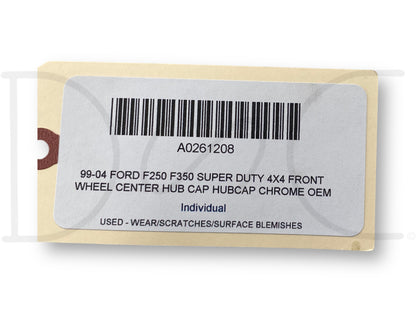 A0261208
99-04 FORD F250 F350 SUPER DUTY 4X4 FRONT
WHEEL CENTER HUB CAP HUBCAP CHROME OEM
Individual
USED - WEAR/SCRATCHES/SURFACE BLEMISHES